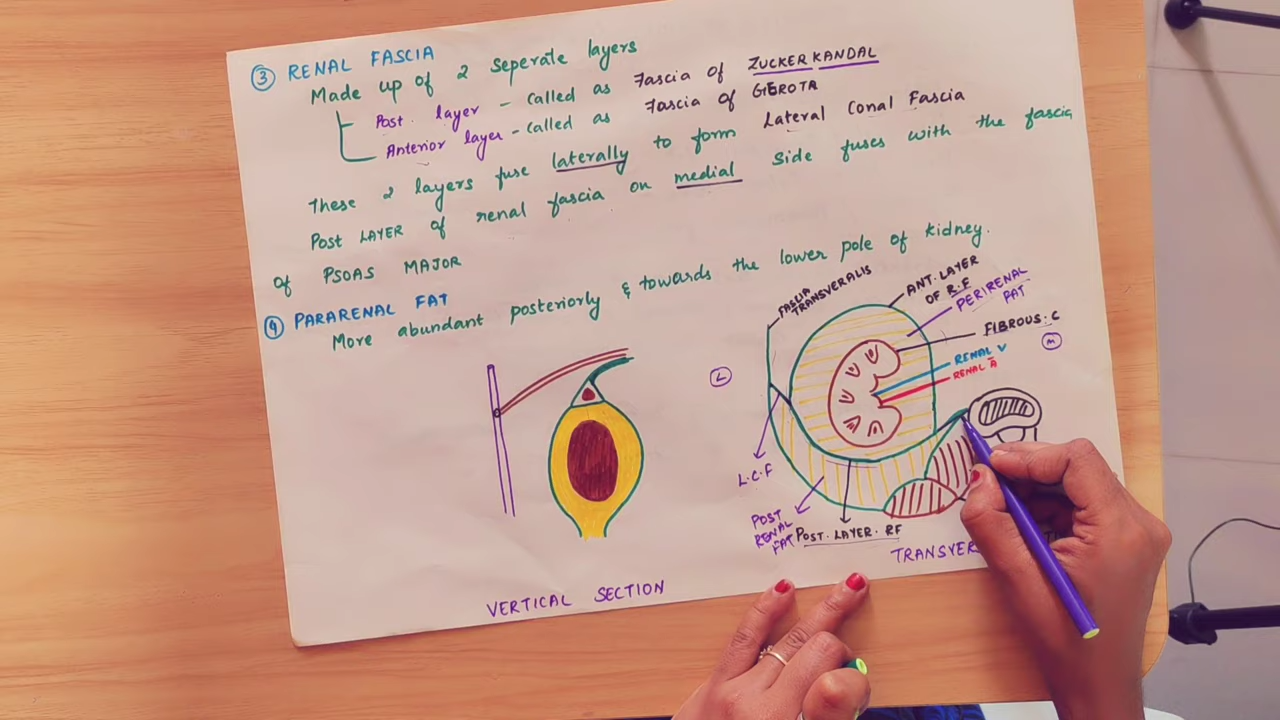 ③ RENAL FASCIA
Made up of 2 seperate layers
Post. layer - called as Fascia of ZUCKERKANDAL
Anterior layer - called as Fascia of GEROTA
These 2 layers fuse laterally to form Lateral Conal Fascia
Post LAYER of renal fascia on medial side fuses with the fascia
of PSOAS MAJOR
④ PARARENAL FAT
More abundant posteriorly & towards the lower pole of kidney.
FASCIA TRANSVERALIS
ANT. LAYER OF R.F
PERIRENAL FAT
FIBROUS. C
RENAL V
RENAL A
M
L
L.C.F
POST RENAL FAT
POST. LAYER. RF
TRANSVER
VERTICAL SECTION